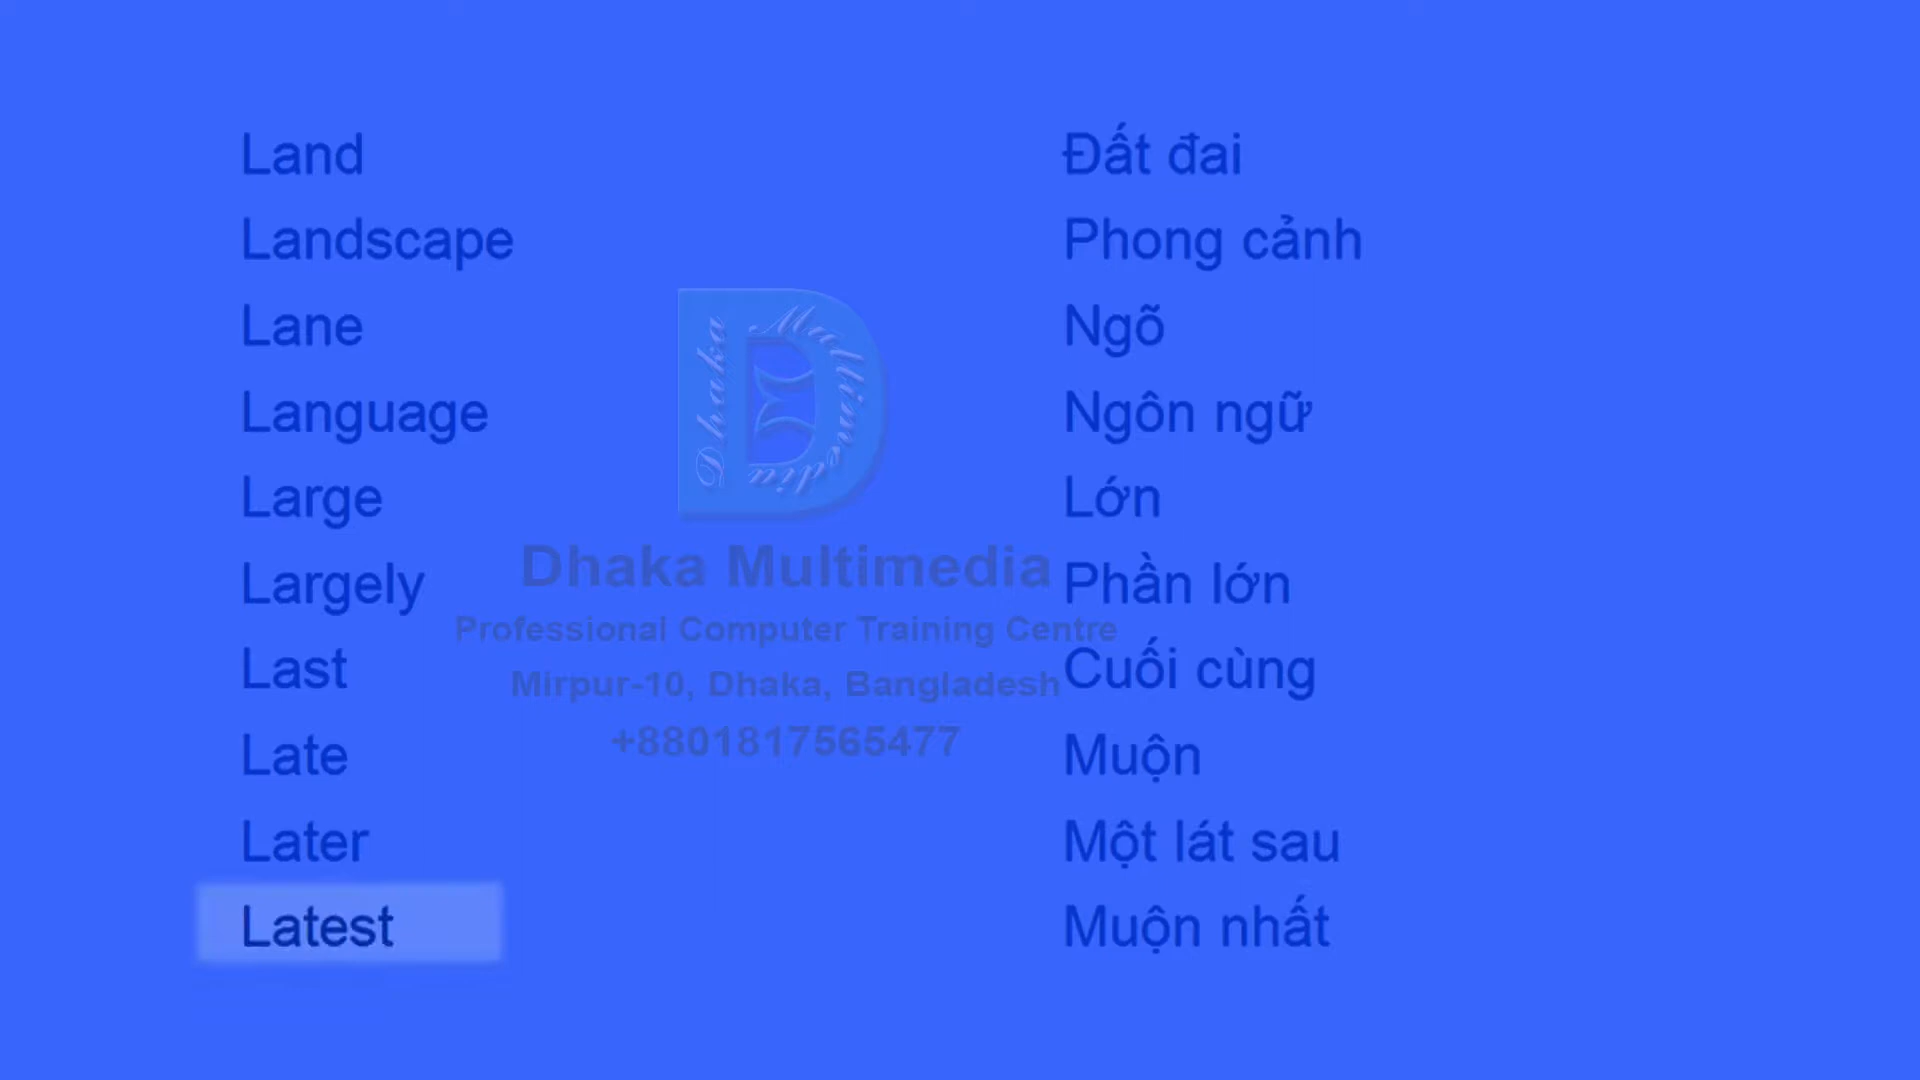 Land Đất đai
Landscape Phong cảnh
Lane Ngõ
Language Ngôn ngữ
Large Lớn
Largely Phần lớn
Last Cuối cùng
Late Muộn
Later Một lát sau
Latest Muộn nhất
Dhaka Multimedia
Dhaka Multimedia
Professional Computer Training Centre
Mirpur-10, Dhaka, Bangladesh
+8801817565477